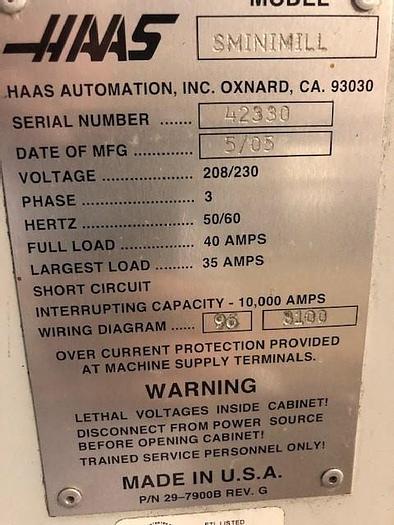 MODEL
HAAS SMINIMILL
HAAS AUTOMATION, INC. OXNARD, CA. 93030
SERIAL NUMBER ........ 42330
DATE OF MFG ........... 5/05
VOLTAGE .................. 208/230
PHASE ...................... 3
HERTZ ...................... 50/60
FULL LOAD ............... 40 AMPS
LARGEST LOAD ........ 35 AMPS
SHORT CIRCUIT
INTERRUPTING CAPACITY - 10,000 AMPS
WIRING DIAGRAM ...... 96 3100
OVER CURRENT PROTECTION PROVIDED
AT MACHINE SUPPLY TERMINALS.
WARNING
LETHAL VOLTAGES INSIDE CABINET!
DISCONNECT FROM POWER SOURCE
BEFORE OPENING CABINET!
TRAINED SERVICE PERSONNEL ONLY!
MADE IN U.S.A.
P/N 29-7900B REV. G
ETL LISTED